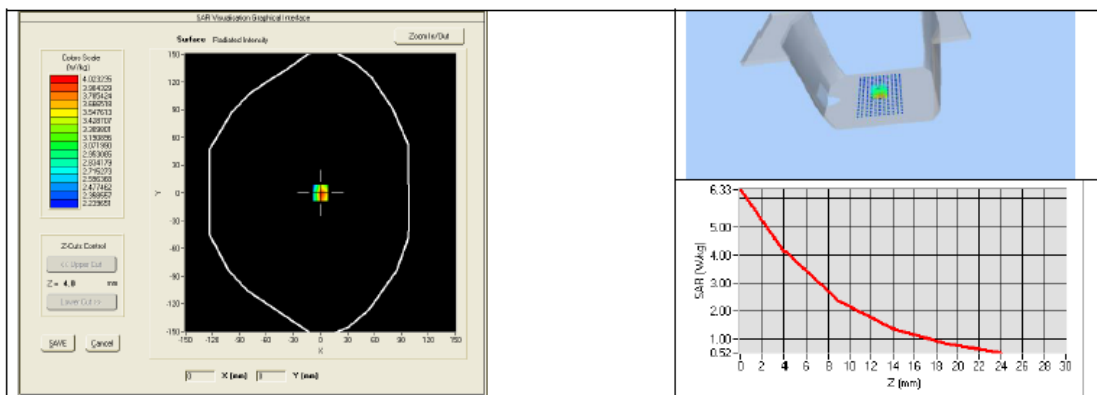 SAR Visualisation Graphical Interface
Surface Radiated Intensity
Zoom In/Out
Colors Scale
(W/kg)
4.023235
3.904329
3.785424
3.666518
3.547613
3.428707
3.309801
3.190896
3.071990
2.953085
2.834179
2.715273
2.596368
2.477462
2.358557
2.239651
Z-Cuts Control
<< Upper Cut
Z = 4.0 mm
Lower Cut >>
SAVE Cancel
150
120
90
60
30
0
-30
-60
-90
-120
-150
Y
-150 -120 -90 -60 -30 0 30 60 90 120 150
X
0 X (mm) 0 Y (mm)
6.33
5.00
4.00
3.00
2.00
1.00
0.52
SAR (W/kg)
0 2 4 6 8 10 12 14 16 18 20 22 24 26 28 30
Z (mm)